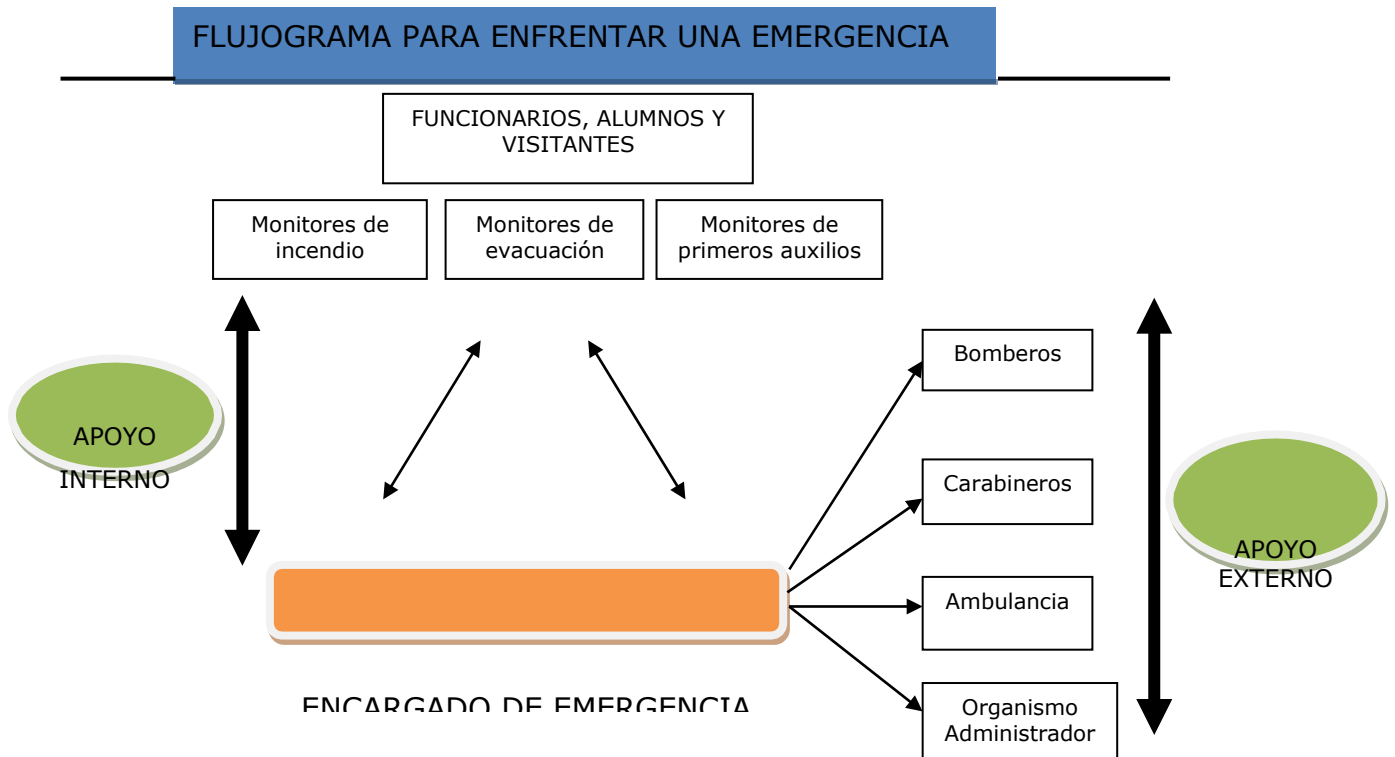 FLUJOGRAMA PARA ENFRENTAR UNA EMERGENCIA
FUNCIONARIOS, ALUMNOS Y
VISITANTES
Monitores de
incendio
Monitores de
evacuación
Monitores de
primeros auxilios
APOYO
INTERNO
Bomberos
Carabineros
Ambulancia
Organismo
Administrador
APOYO
EXTERNO
ENCARGADO DE EMERGENCIA